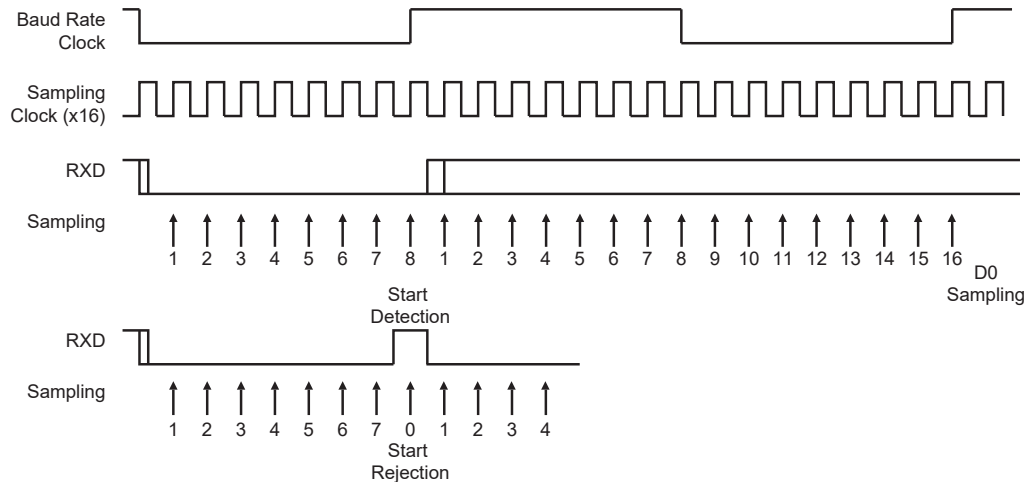 Baud Rate
Clock
Sampling
Clock (x16)
RXD
Sampling
1 2 3 4 5 6 7 8 1 2 3 4 5 6 7 8 9 10 11 12 13 14 15 16
D0
Sampling
Start
Detection
RXD
Sampling
1 2 3 4 5 6 7 0 1 2 3 4
Start
Rejection